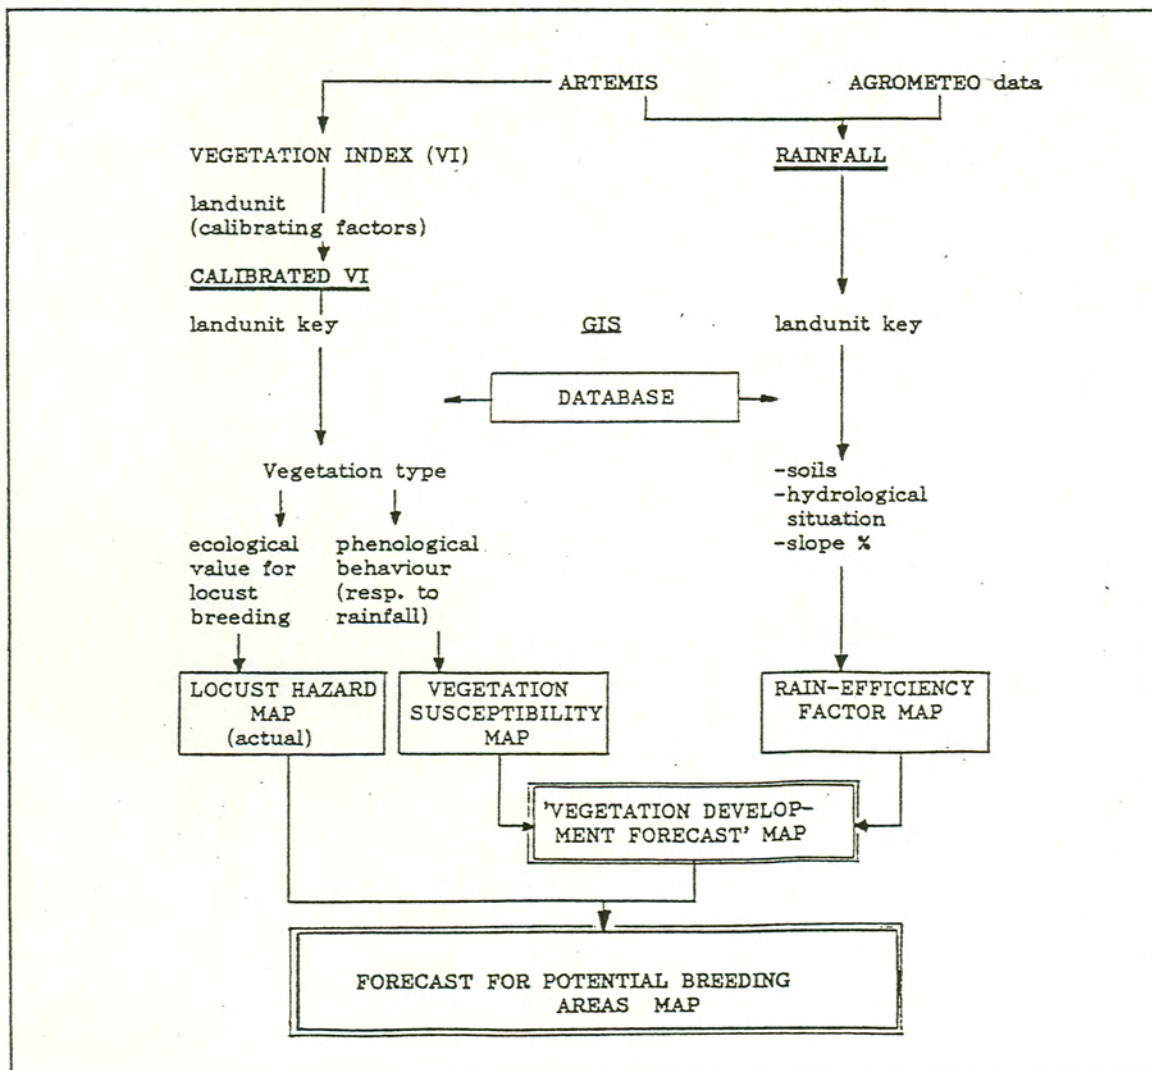 ARTEMIS AGROMETEO data
VEGETATION INDEX (VI) RAINFALL
landunit
(calibrating factors)
CALIBRATED VI
landunit key GIS landunit key
DATABASE
Vegetation type
-soils
-hydrological
situation
-slope %
ecological
value for
locust
breeding
phenological
behaviour
(resp. to
rainfall)
LOCUST HAZARD
MAP
(actual)
VEGETATION
SUSCEPTIBILITY
MAP
RAIN-EFFICIENCY
FACTOR MAP
'VEGETATION DEVELOP-
MENT FORECAST' MAP
FORECAST FOR POTENTIAL BREEDING
AREAS MAP